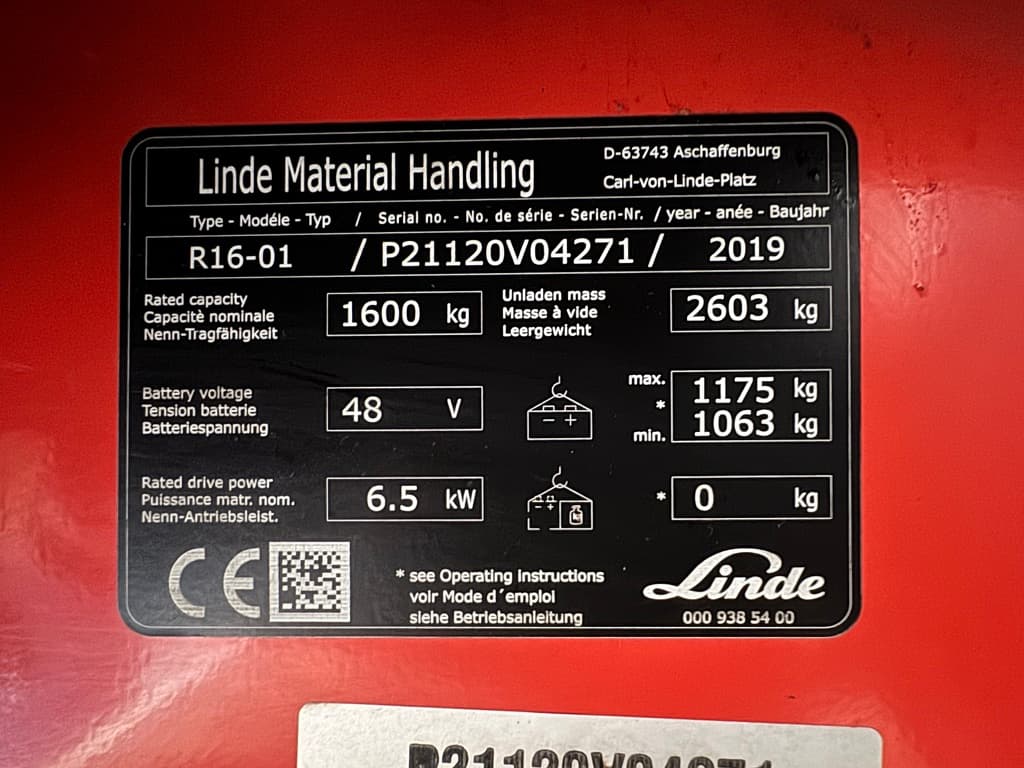 Linde Material Handling
D-63743 Aschaffenburg
Carl-von-Linde-Platz
Type - Modéle - Typ / Serial no. - No. de série - Serien-Nr. / year - anée - Baujahr
R16-01 / P21120V04271 / 2019
Rated capacity
Capacitè nominale
Nenn-Tragfähigkeit
1600 kg
Unladen mass
Masse à vide
Leergewicht
2603 kg
Battery voltage
Tension batterie
Batteriespannung
48 V
- +
max. 1175 kg
*
min. 1063 kg
Rated drive power
Puissance matr. nom.
Nenn-Antriebsleist.
6.5 kW
- +
kg
* 0 kg
CE
* see Operating Instructions
voir Mode d´emploi
siehe Betriebsanleitung
Linde
000 938 54 00
P21120V04271